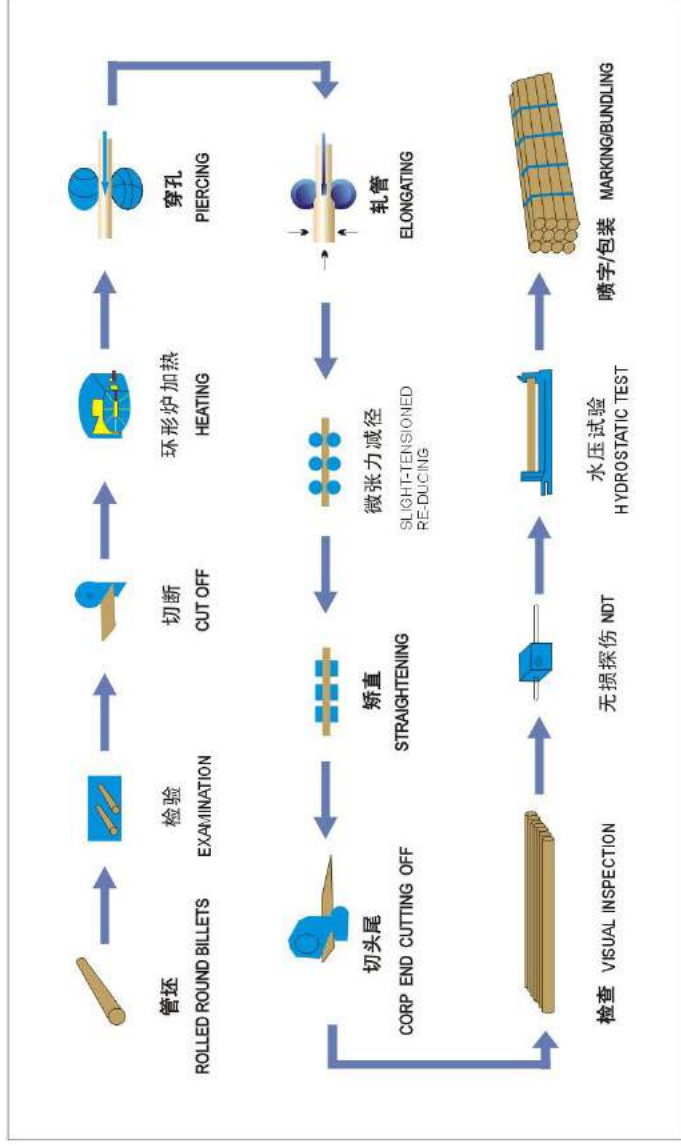 管坯
ROLLED ROUND BILLETS
检验
EXAMINATION
切断
CUT OFF
环形炉加热
HEATING
穿孔
PIERCING
轧管
ELONGATING
微张力减径
SLIGHT-TENSIONED
RE-DUCING
矫直
STRAIGHTENING
切头尾
CORP END CUTTING OFF
检查 VISUAL INSPECTION
无损探伤 NDT
水压试验
HYDROSTATIC TEST
喷字/包装 MARKING/BUNDLING